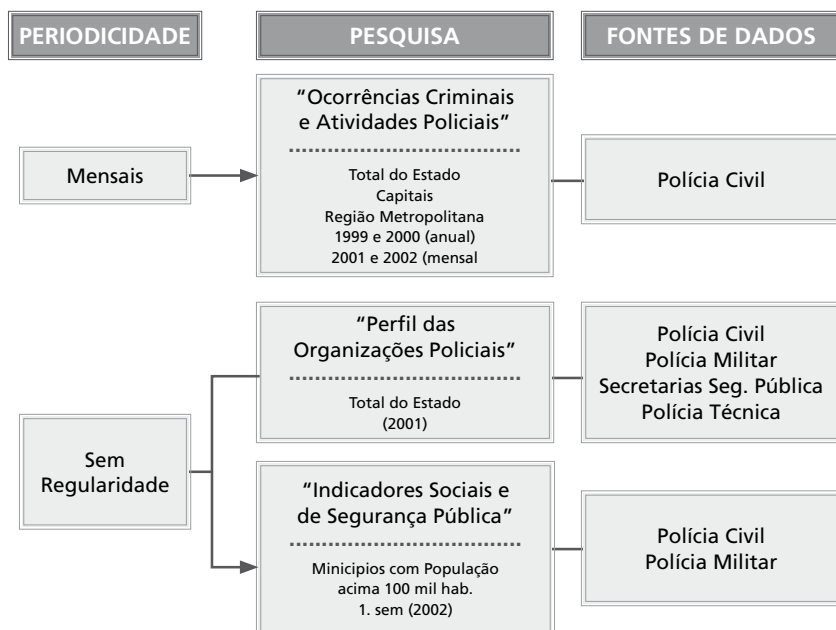 PERIODICIDADE
PESQUISA
FONTES DE DADOS
Mensais
"Ocorrências Criminais
e Atividades Policiais"
Total do Estado
Capitais
Região Metropolitana
1999 e 2000 (anual)
2001 e 2002 (mensal
Polícia Civil
Sem
Regularidade
"Perfil das
Organizações Policiais"
Total do Estado
(2001)
Polícia Civil
Polícia Militar
Secretarias Seg. Pública
Polícia Técnica
"Indicadores Sociais e
de Segurança Pública"
Minicipios com População
acima 100 mil hab.
1. sem (2002)
Polícia Civil
Polícia Militar